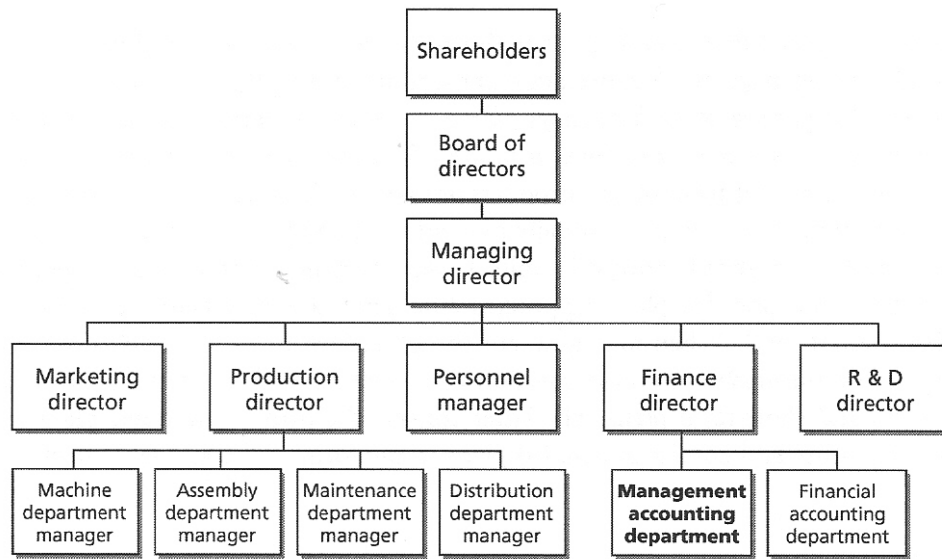 Shareholders
Board of
directors
Managing
director
Marketing
director
Production
director
Personnel
manager
Finance
director
R & D
director
Machine
department
manager
Assembly
department
manager
Maintenance
department
manager
Distribution
department
manager
Management
accounting
department
Financial
accounting
department